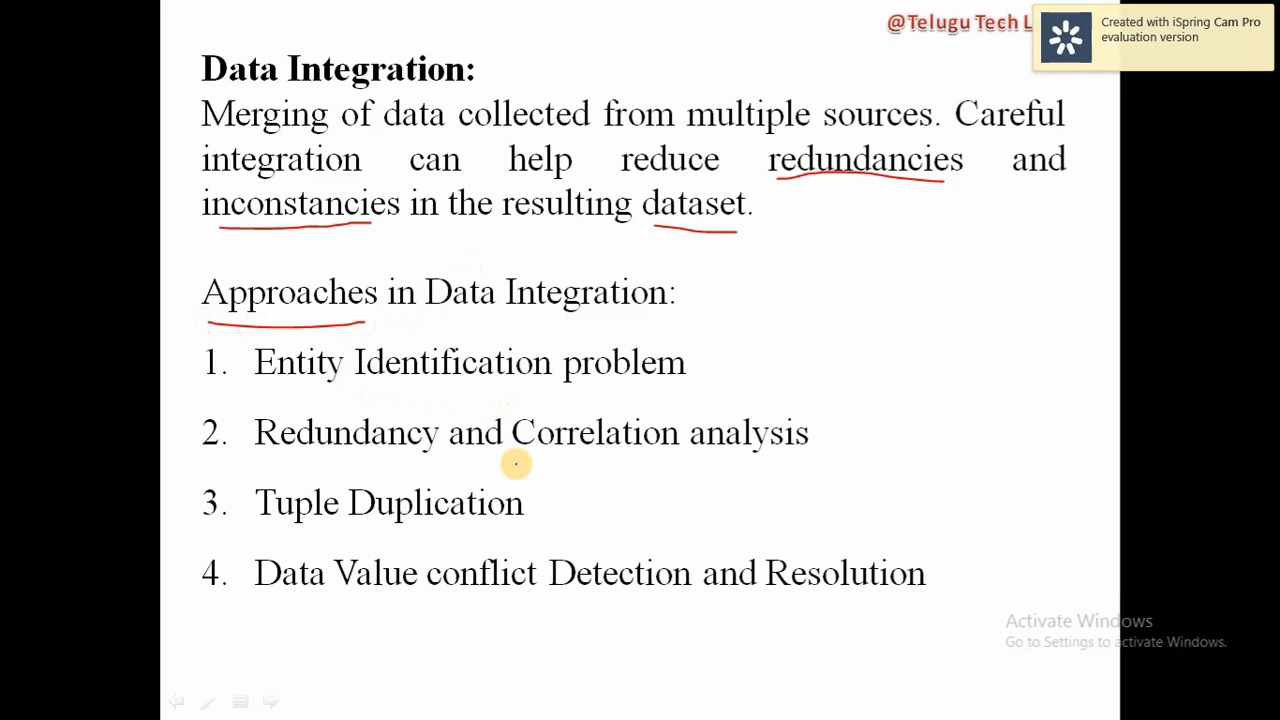 @Telugu Tech L
Created with iSpring Cam Pro
evaluation version
Data Integration:
Merging of data collected from multiple sources. Careful
integration can help reduce redundancies and
inconstancies in the resulting dataset.
Approaches in Data Integration:
1. Entity Identification problem
2. Redundancy and Correlation analysis
3. Tuple Duplication
4. Data Value conflict Detection and Resolution
Activate Windows
Go to Settings to activate Windows.